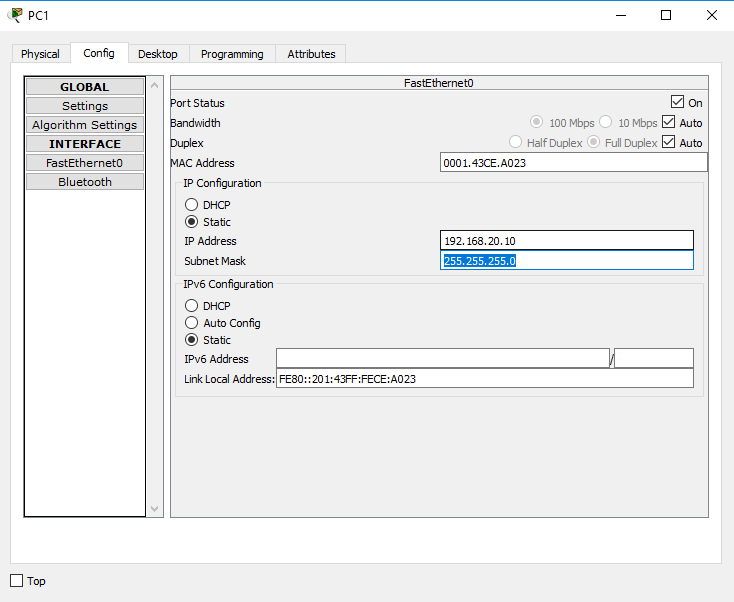 PC1
Physical Config Desktop Programming Attributes
GLOBAL
Settings
Algorithm Settings
INTERFACE
FastEthernet0
Bluetooth
FastEthernet0
Port Status On
Bandwidth 100 Mbps 10 Mbps Auto
Duplex Half Duplex Full Duplex Auto
MAC Address 0001.43CE.A023
IP Configuration
DHCP
Static
IP Address 192.168.20.10
Subnet Mask 255.255.255.0
IPv6 Configuration
DHCP
Auto Config
Static
IPv6 Address /
Link Local Address: FE80::201:43FF:FECE:A023
Top